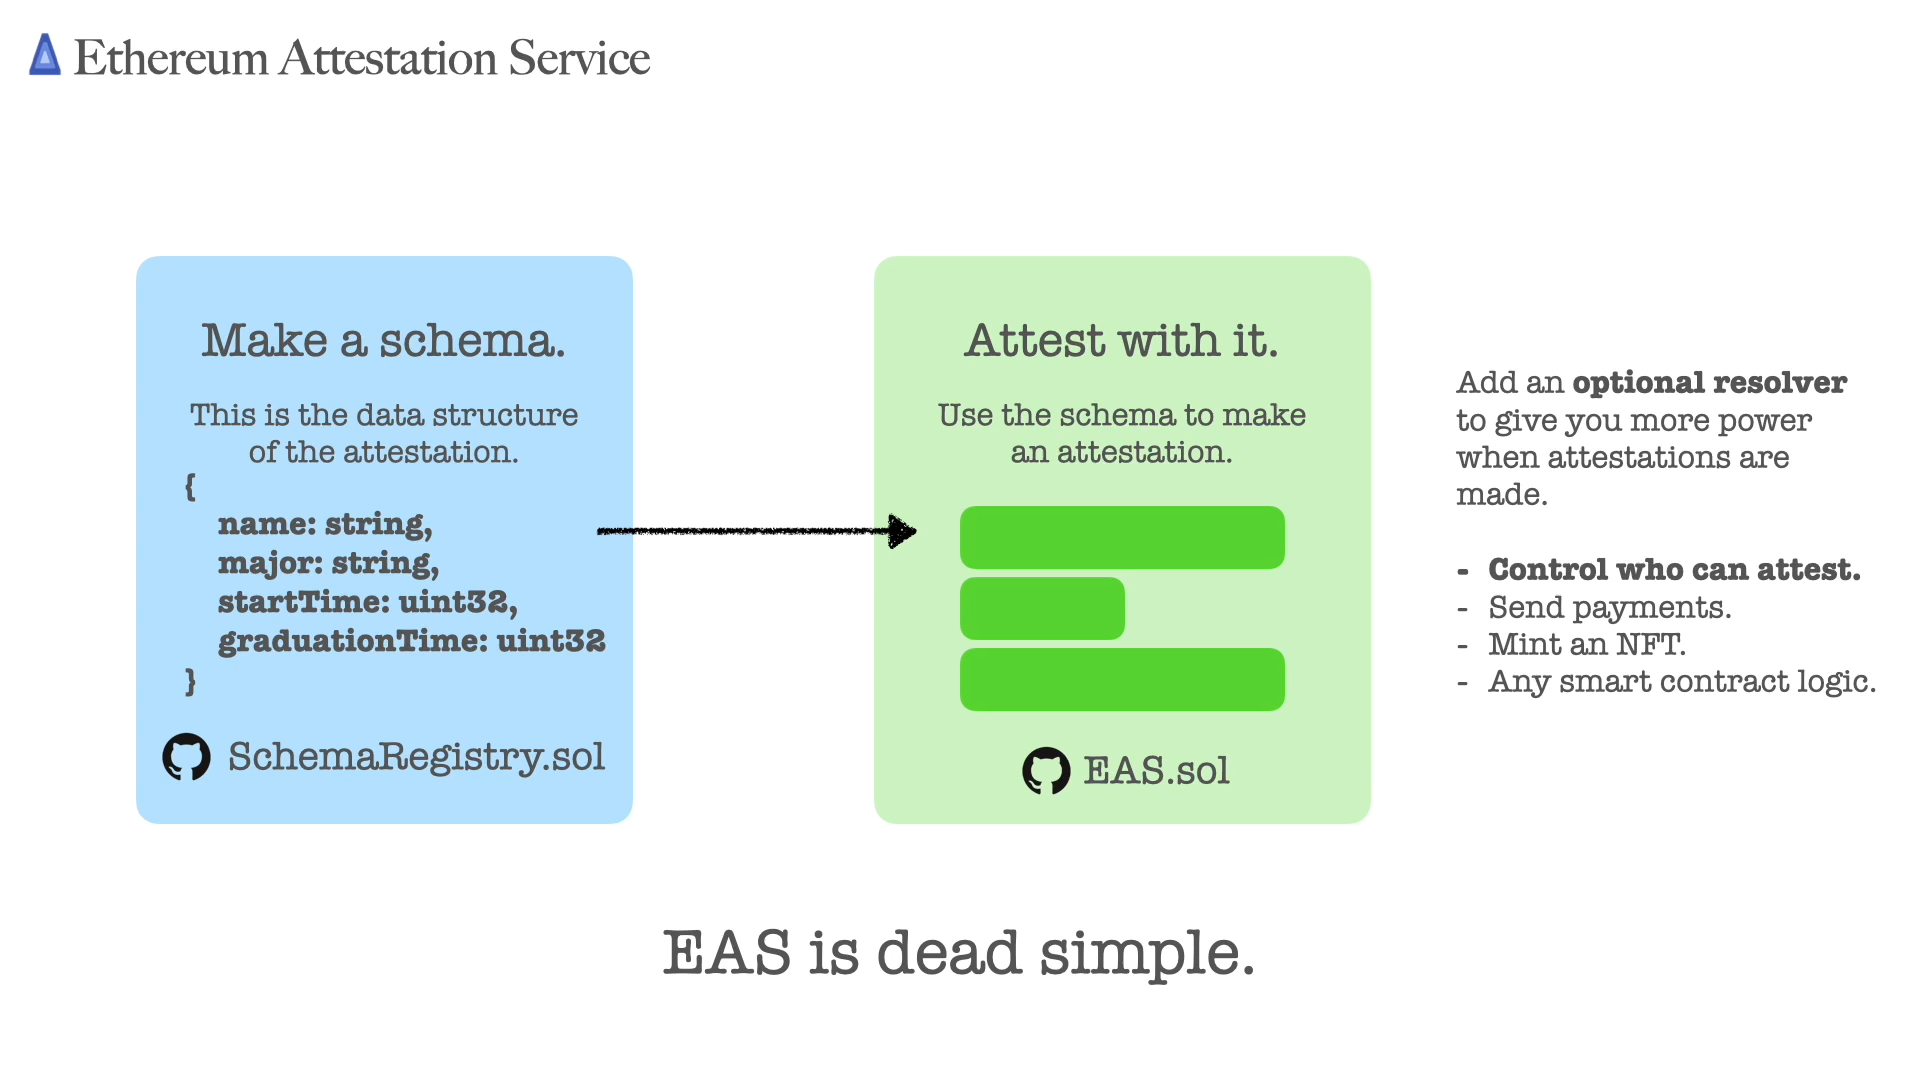 Ethereum Attestation Service
Make a schema.
This is the data structure
of the attestation.
{
name: string,
major: string,
startTime: uint32,
graduationTime: uint32
}
SchemaRegistry.sol
Attest with it.
Use the schema to make
an attestation.
EAS.sol
Add an optional resolver
to give you more power
when attestations are
made.
- Control who can attest.
- Send payments.
- Mint an NFT.
- Any smart contract logic.
EAS is dead simple.